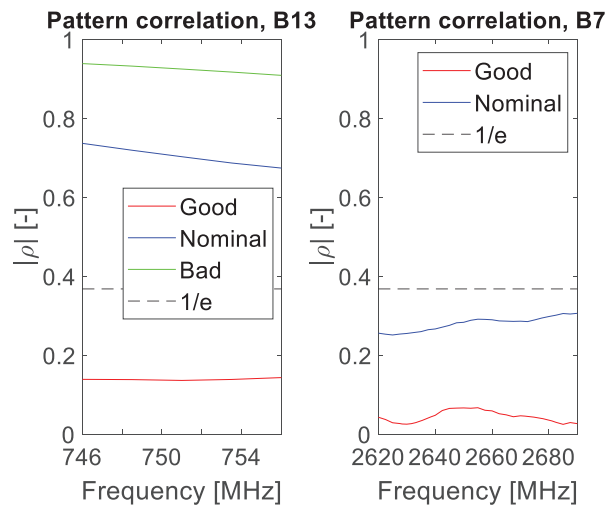 Pattern correlation, B13
1
0.8
0.6
0.4
0.2
0
|ρ| [-]
Good
Nominal
Bad
1/e
746
750
754
Frequency [MHz]
Pattern correlation, B7
1
0.8
0.6
0.4
0.2
0
|ρ| [-]
Good
Nominal
1/e
2620
2640
2660
2680
Frequency [MHz]